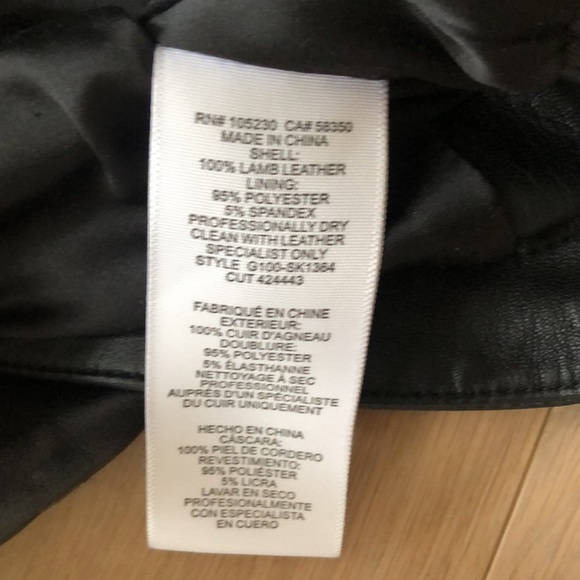 RN# 105230 CA# 58350
MADE IN CHINA
SHELL:
100% LAMB LEATHER
LINING:
95% POLYESTER
5% SPANDEX
PROFESSIONALLY DRY
CLEAN WITH LEATHER
SPECIALIST ONLY
STYLE G100-SK1364
CUT 424443
FABRIQUÉ EN CHINE
EXTERIEUR:
100% CUIR D'AGNEAU
DOUBLURE:
95% POLYESTER
5% ÉLASTHANNE
NETTOYAGE À SEC
PROFESSIONNEL
AUPRÈS D'UN SPÉCIALISTE
DU CUIR UNIQUEMENT
HECHO EN CHINA
CÁSCARA:
100% PIEL DE CORDERO
REVESTIMIENTO:
95% POLIÉSTER
5% LICRA
LAVAR EN SECO
PROFESIONALMENTE
CON ESPECIALISTA
EN CUERO